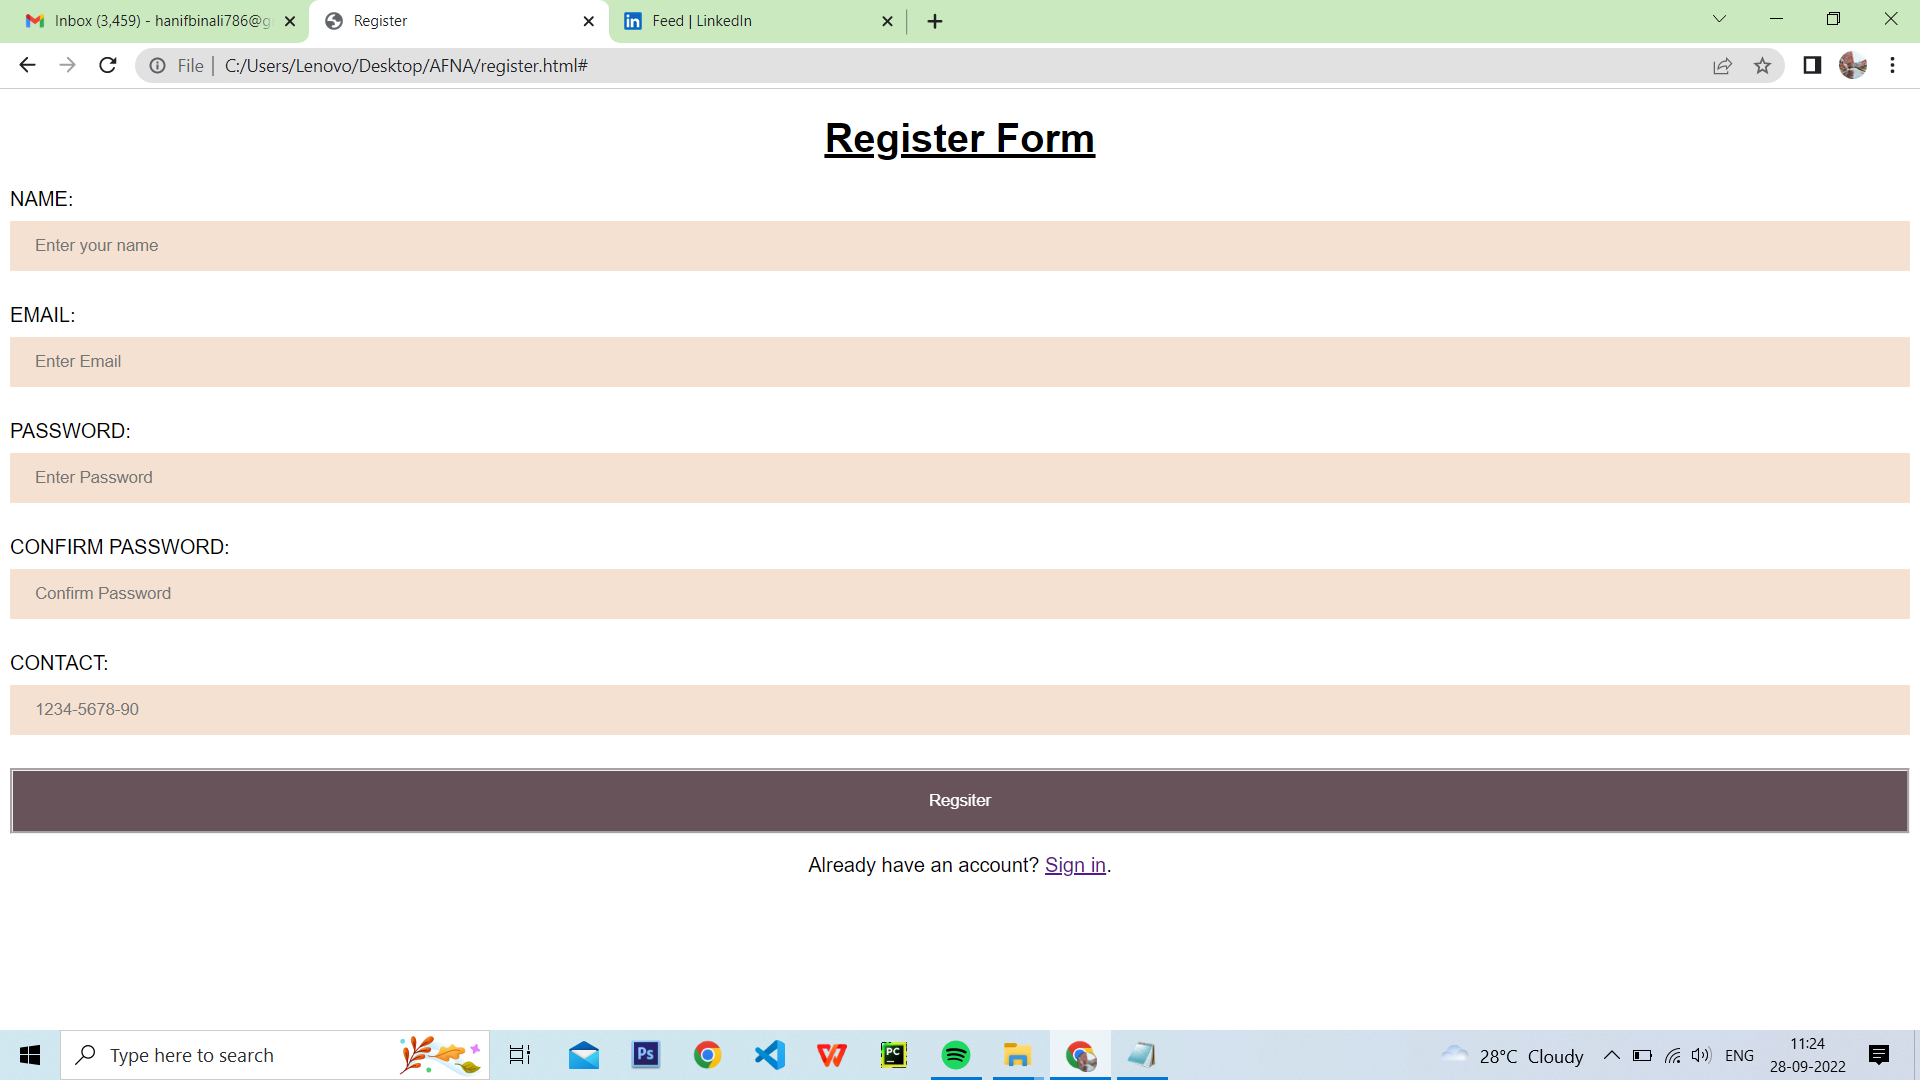 Inbox (3,459) - hanifbinali786@g
Register
Feed | LinkedIn
File | C:/Users/Lenovo/Desktop/AFNA/register.html#
Register Form
NAME:
Enter your name
EMAIL:
Enter Email
PASSWORD:
Enter Password
CONFIRM PASSWORD:
Confirm Password
CONTACT:
1234-5678-90
Regsiter
Already have an account? Sign in.
Type here to search
Ps
PC
28°C Cloudy
ENG
11:24
28-09-2022